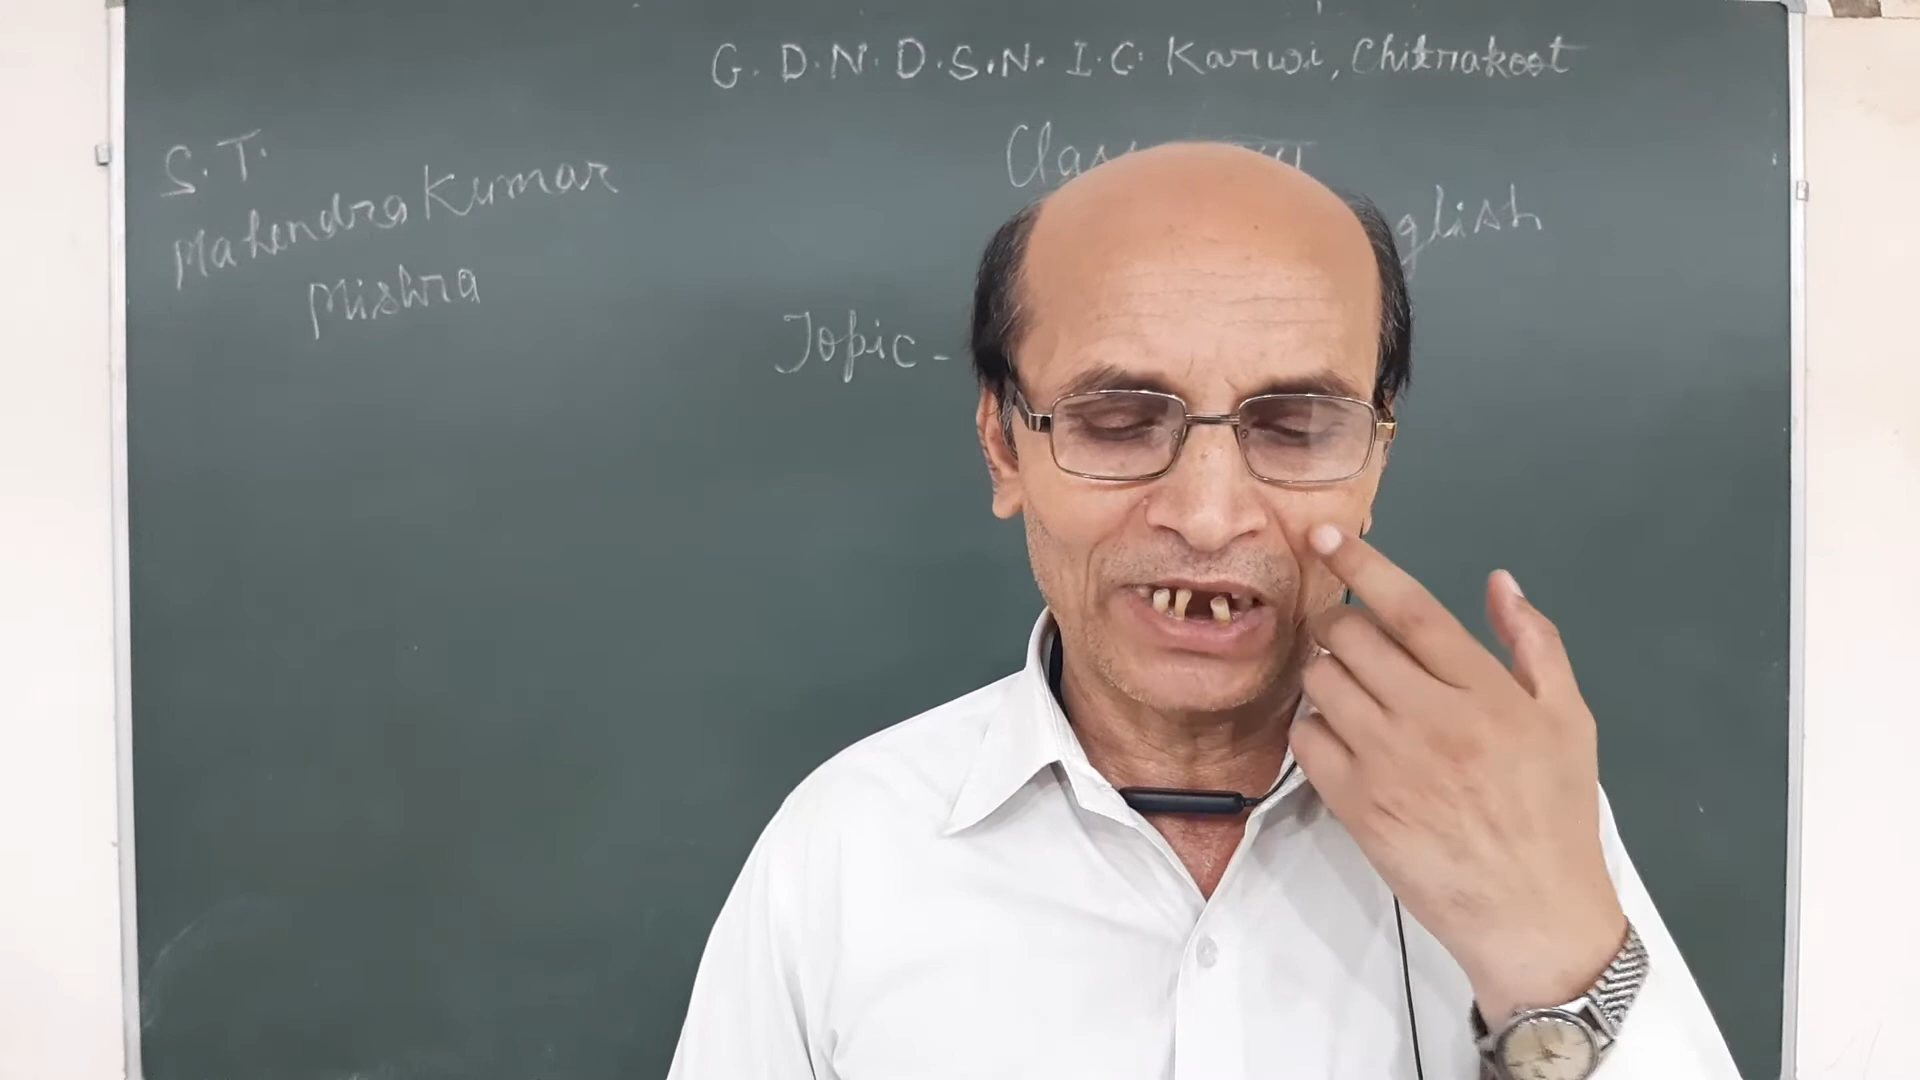 G. D. N. D. S. N. I. C. Karwi, Chitrakoot
S. T.
Mahendra Kumar
Mishra
Topic -